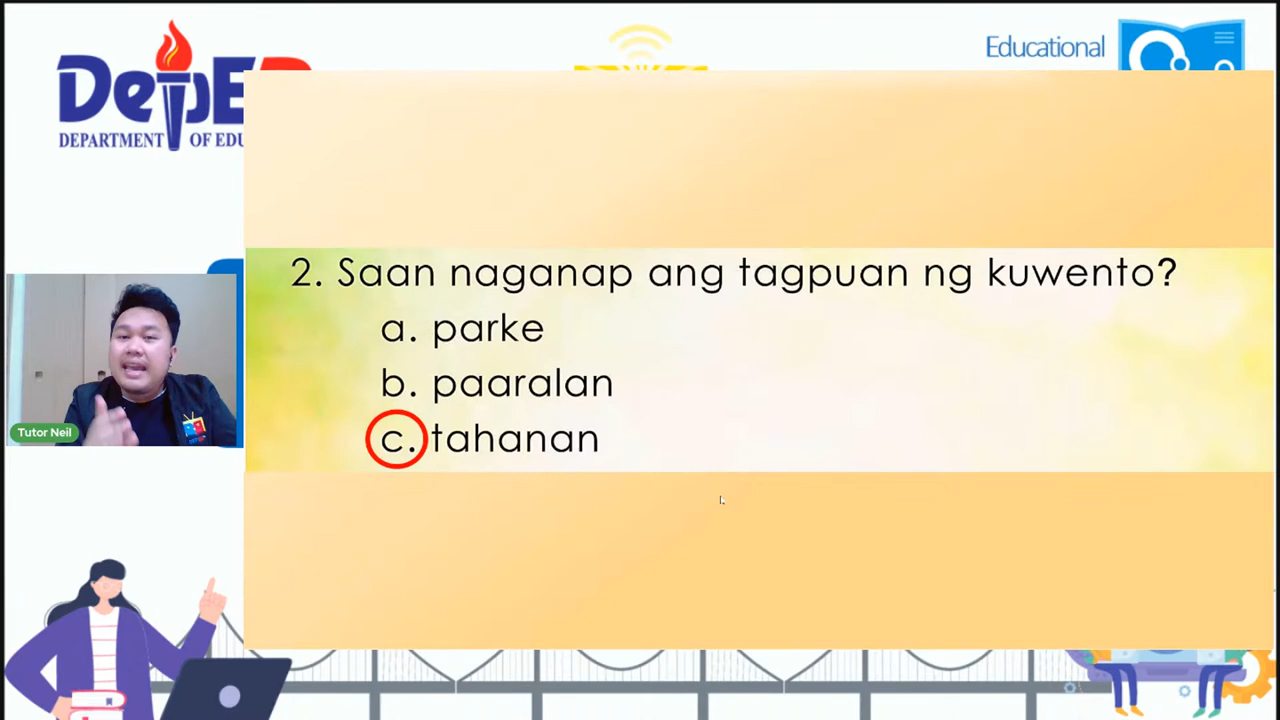 DepED
DEPARTMENT OF EDU
Educational
2. Saan naganap ang tagpuan ng kuwento?
a. parke
b. paaralan
c. tahanan
Tutor Neil